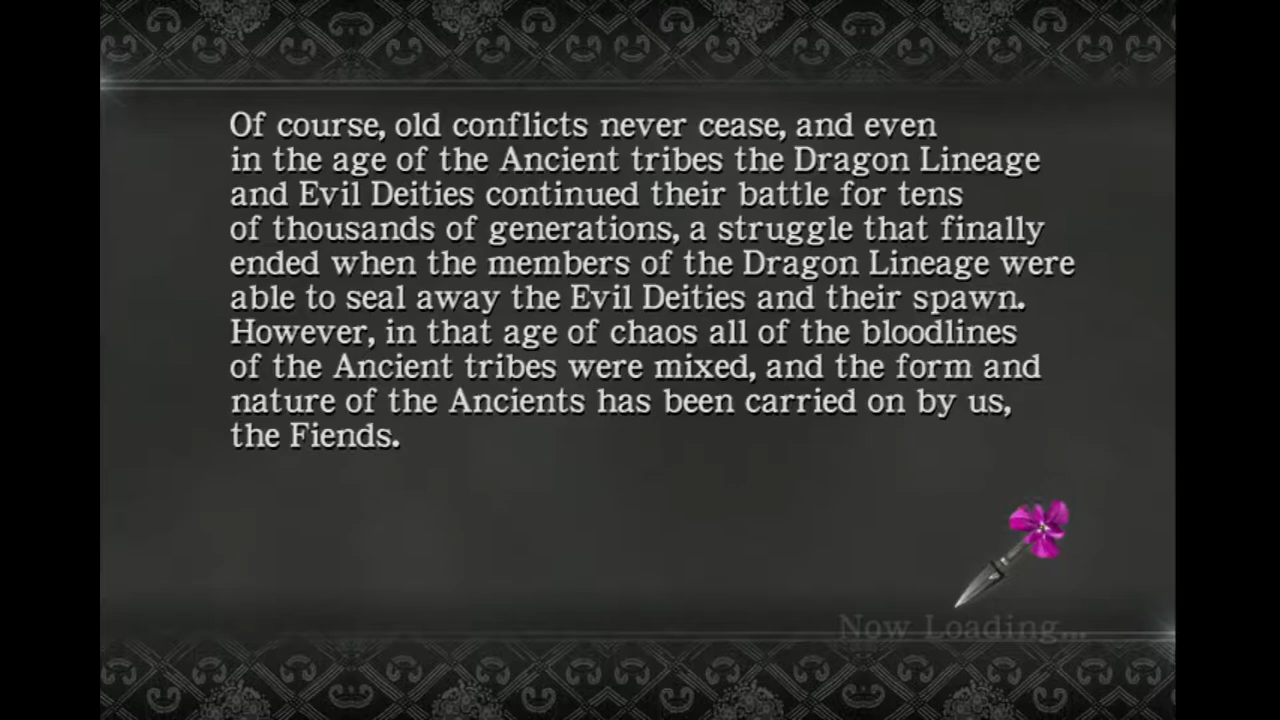 Of course, old conflicts never cease, and even
in the age of the Ancient tribes the Dragon Lineage
and Evil Deities continued their battle for tens
of thousands of generations, a struggle that finally
ended when the members of the Dragon Lineage were
able to seal away the Evil Deities and their spawn.
However, in that age of chaos all of the bloodlines
of the Ancient tribes were mixed, and the form and
nature of the Ancients has been carried on by us,
the Fiends.
Now Loading...